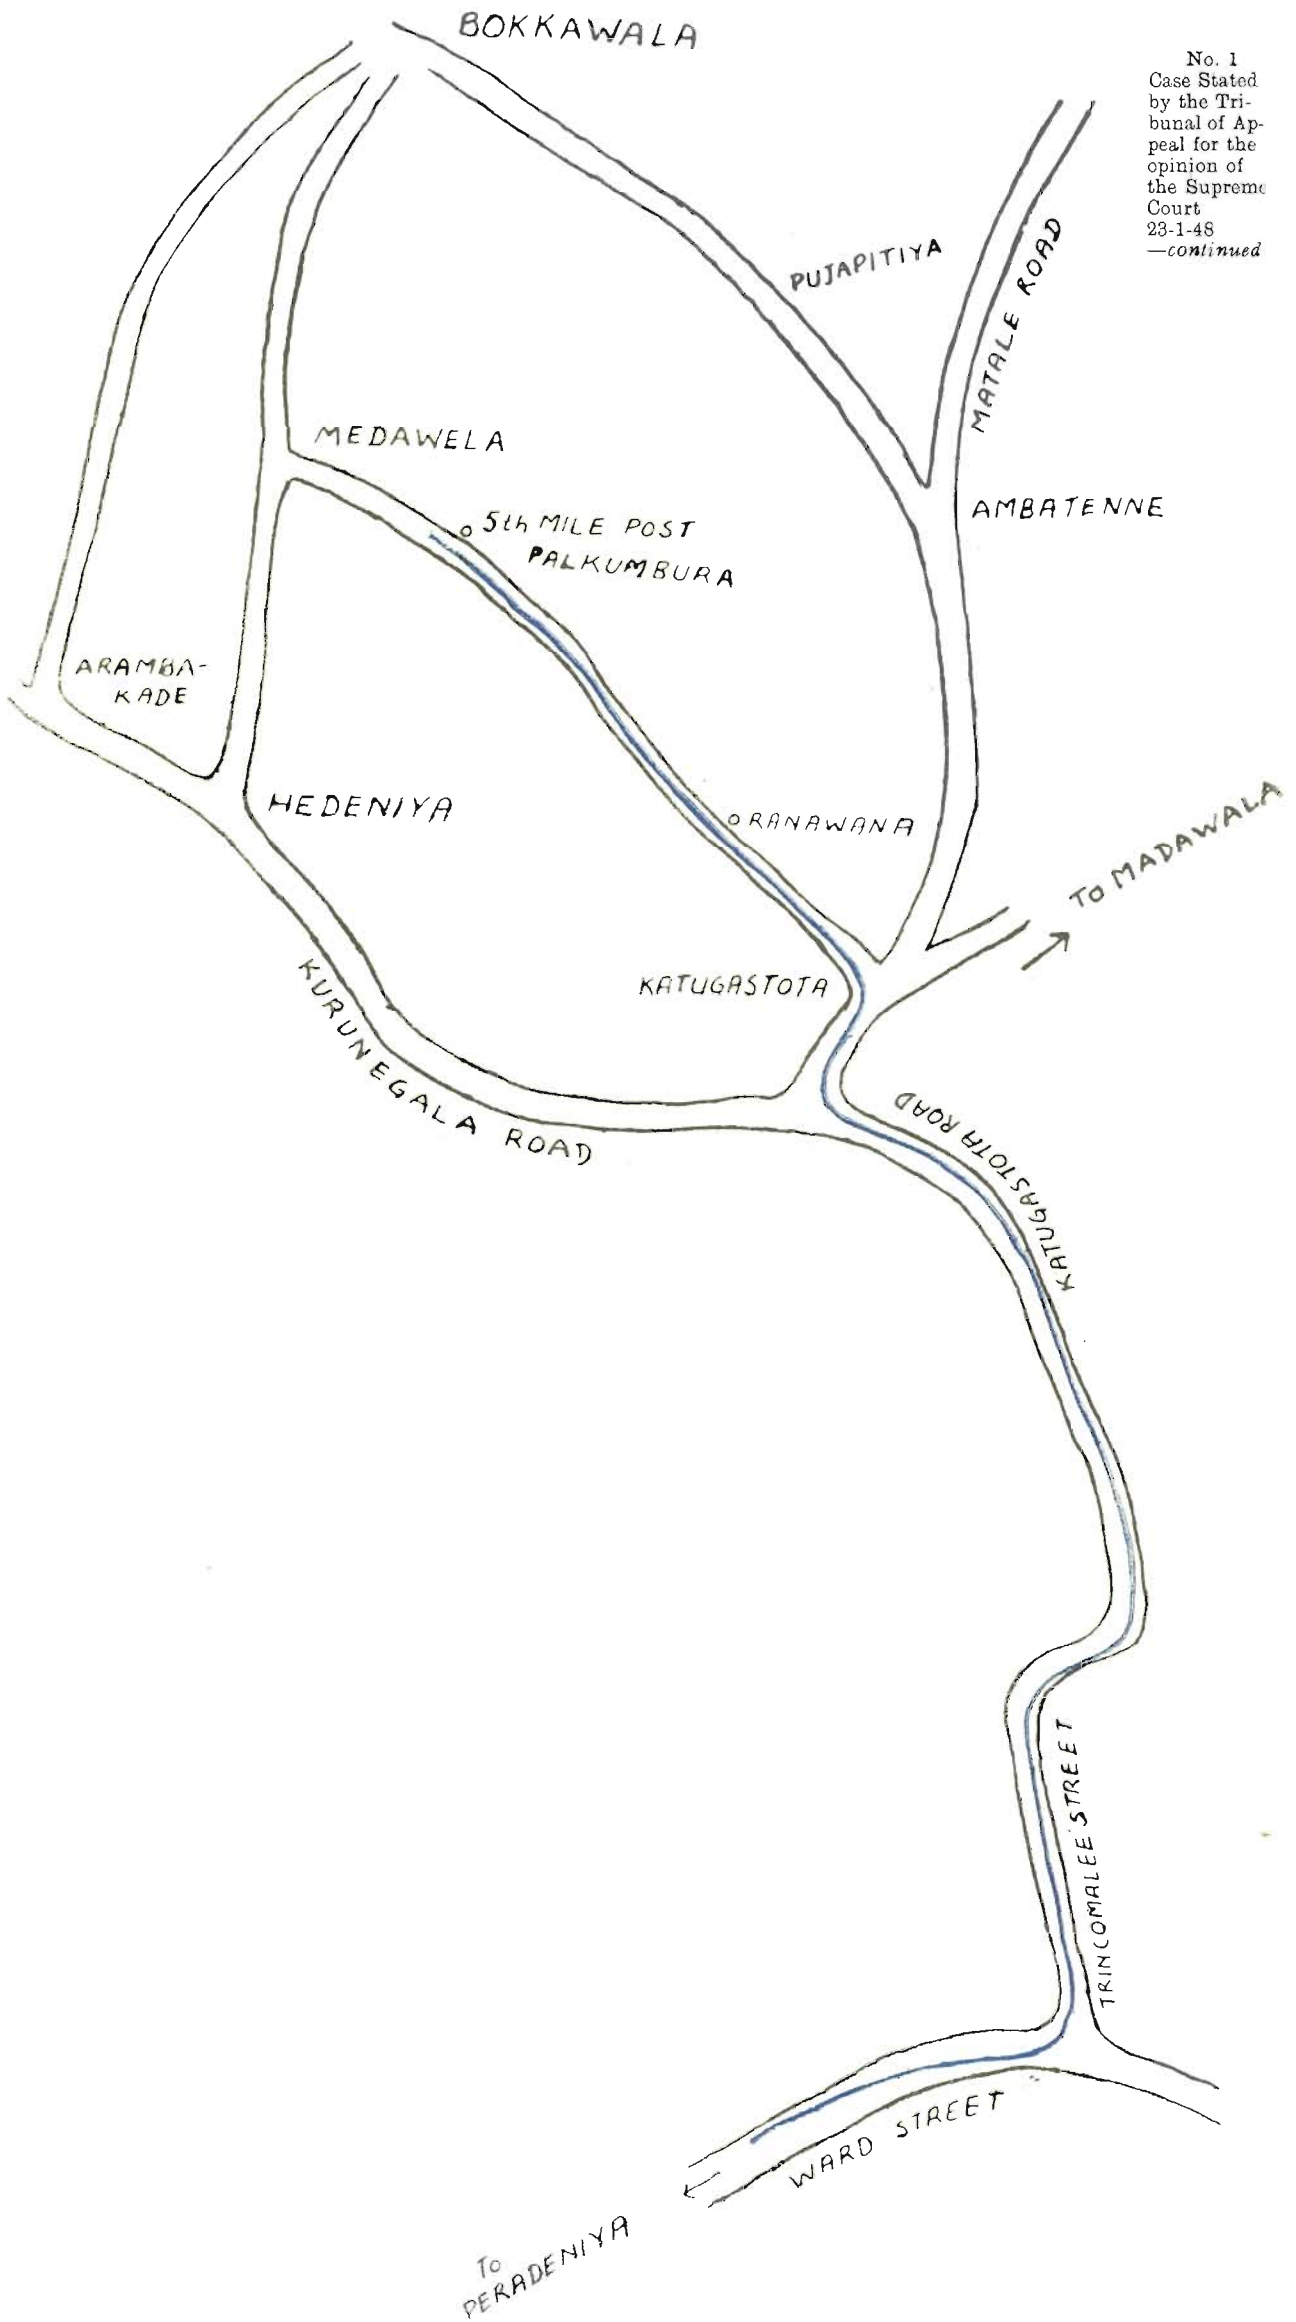 BOKKAWALA
No. 1
Case Stated
by the Tri-
bunal of Ap-
peal for the
opinion of
the Supreme
Court
23-1-48
—continued
PUJAPITIYA
MATALE ROAD
MEDAWELA
5th MILE POST
PALKUMBURA
AMBATENNE
ARAMBA-
KADE
HEDENIYA
RANAWANA
TO MADAWALA
KATUGASTOTA
KURUNEGALA ROAD
KATUGASTOTA ROAD
TRINCOMALEE STREET
WARD STREET
TO
PERADENIYA